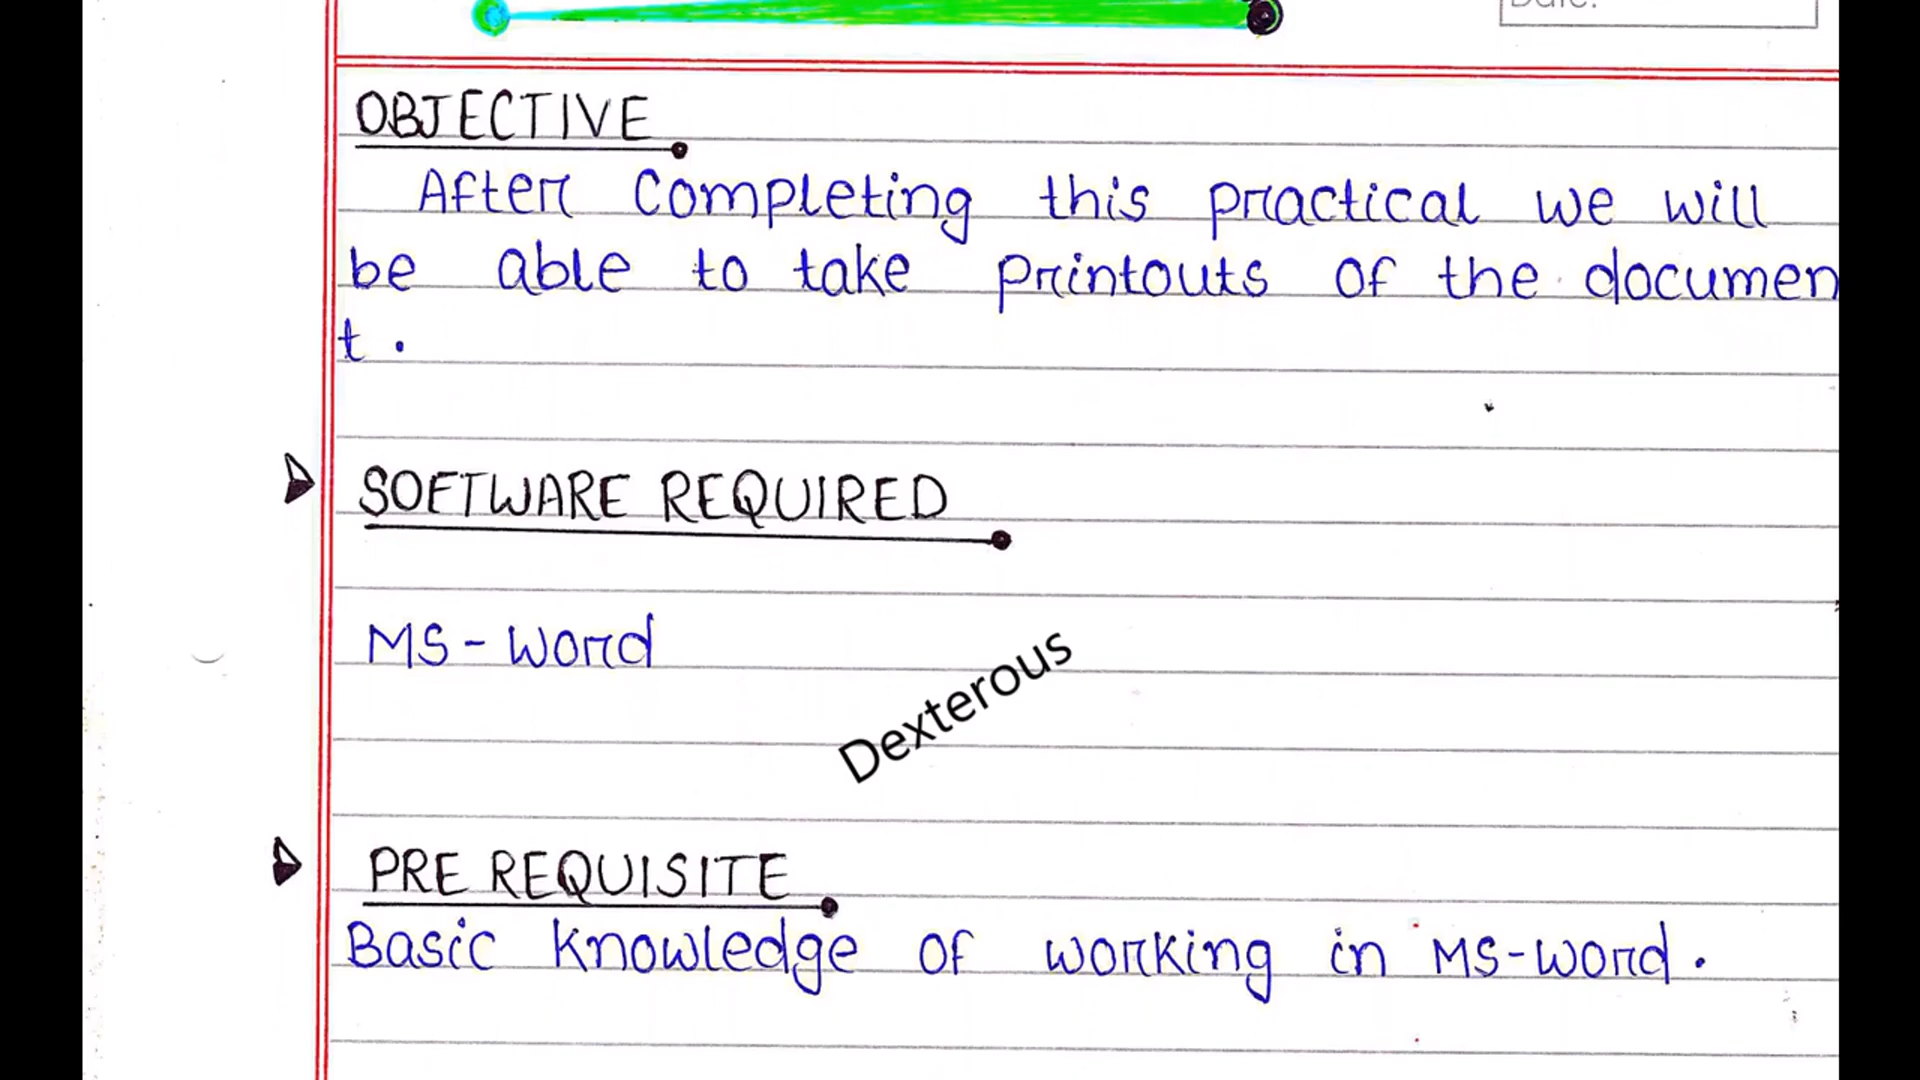 Date:
OBJECTIVE
After Completing this practical we will
be able to take printouts of the documen
t.
SOFTWARE REQUIRED
MS-Word
Dexterous
PRE REQUISITE
Basic knowledge of working in MS-Word.